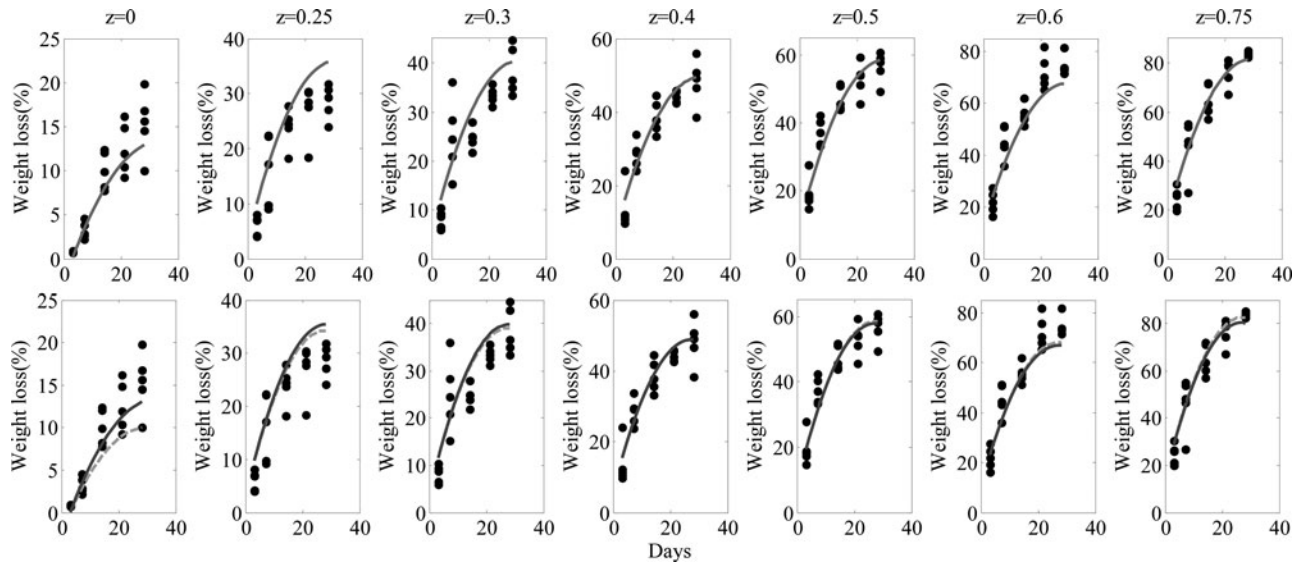 z=0 z=0.25 z=0.3 z=0.4 z=0.5 z=0.6 z=0.75
Weight loss(%) Weight loss(%) Weight loss(%) Weight loss(%) Weight loss(%) Weight loss(%) Weight loss(%)
25 40 60 60 80 80
20 30 40 40 60 60
15 30 40 40
10 20 20 20 20 20 20
5 10 10
0 0 0 0 0 0 0
0 20 40 0 20 40 0 20 40 0 20 40 0 20 40 0 20 40 0 20 40
Weight loss(%) Weight loss(%) Weight loss(%) Weight loss(%) Weight loss(%) Weight loss(%) Weight loss(%)
25 40 40 60 60 80 80
20 30 30 40 40 60 60
15 20 20 40 40
10 20 20 20 20
5 10 10
0 0 0 0 0 0 0
0 20 40 0 20 40 0 20 40 0 20 40 0 20 40 0 20 40 0 20 40
Days